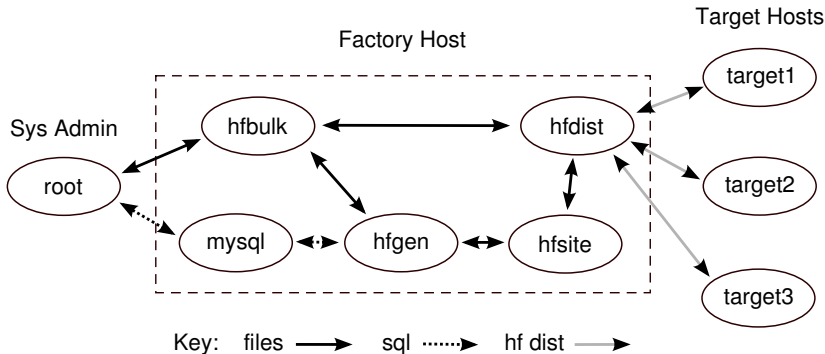 Target Hosts
Factory Host
target1
Sys Admin
hfbulk
hfdist
root
target2
mysql
hfgen
hfsite
target3
Key: files sql hf dist